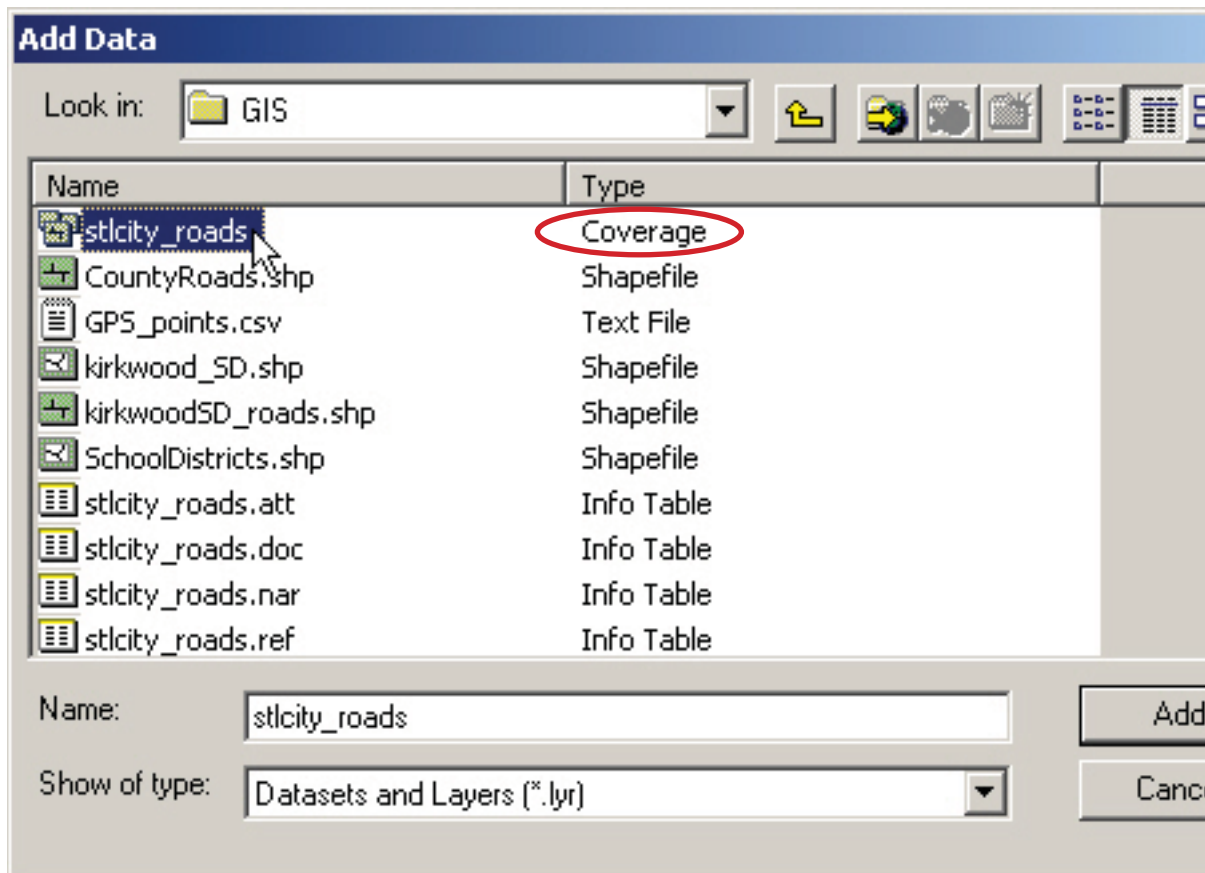 Add Data
Look in: GIS
Name Type
stlcity_roads Coverage
CountyRoads.shp Shapefile
GPS_points.csv Text File
kirkwood_SD.shp Shapefile
kirkwoodSD_roads.shp Shapefile
SchoolDistricts.shp Shapefile
stlcity_roads.att Info Table
stlcity_roads.doc Info Table
stlcity_roads.nar Info Table
stlcity_roads.ref Info Table
Name: stlcity_roads Add
Show of type: Datasets and Layers (*.lyr) Canc